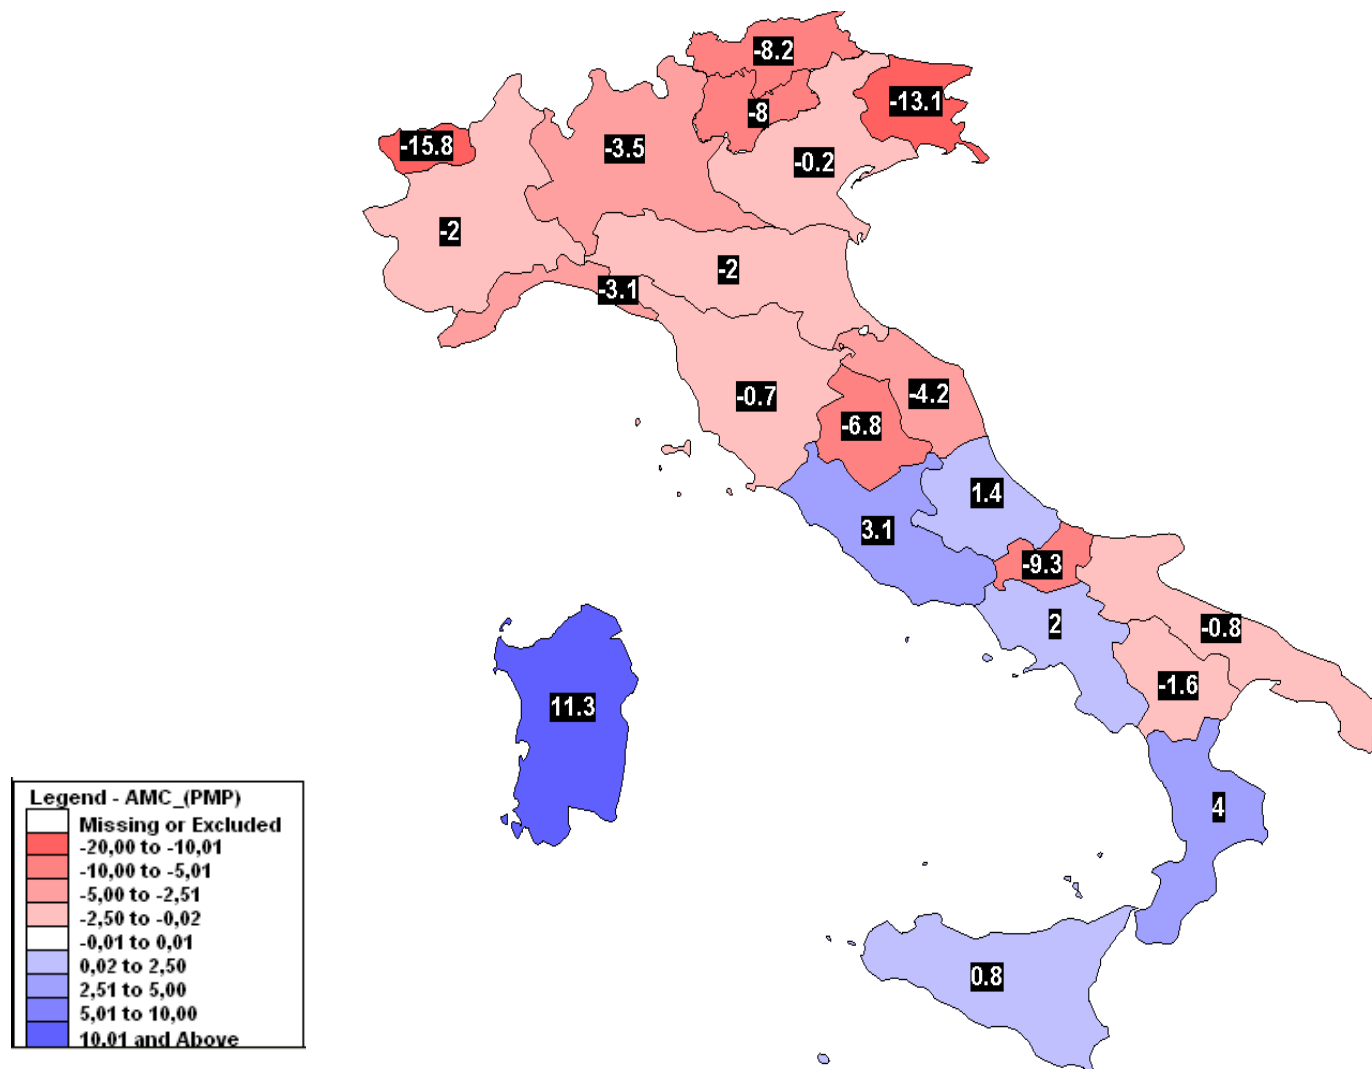 -8.2
-13.1
-8
-15.8
-3.5
-0.2
-2
-2
-3.1
-0.7
-4.2
-6.8
1.4
3.1
-9.3
2
-0.8
-1.6
11.3
4
0.8
Legend - AMC_(PMP)
Missing or Excluded
-20,00 to -10,01
-10,00 to -5,01
-5,00 to -2,51
-2,50 to -0,02
-0,01 to 0,01
0,02 to 2,50
2,51 to 5,00
5,01 to 10,00
10,01 and Above